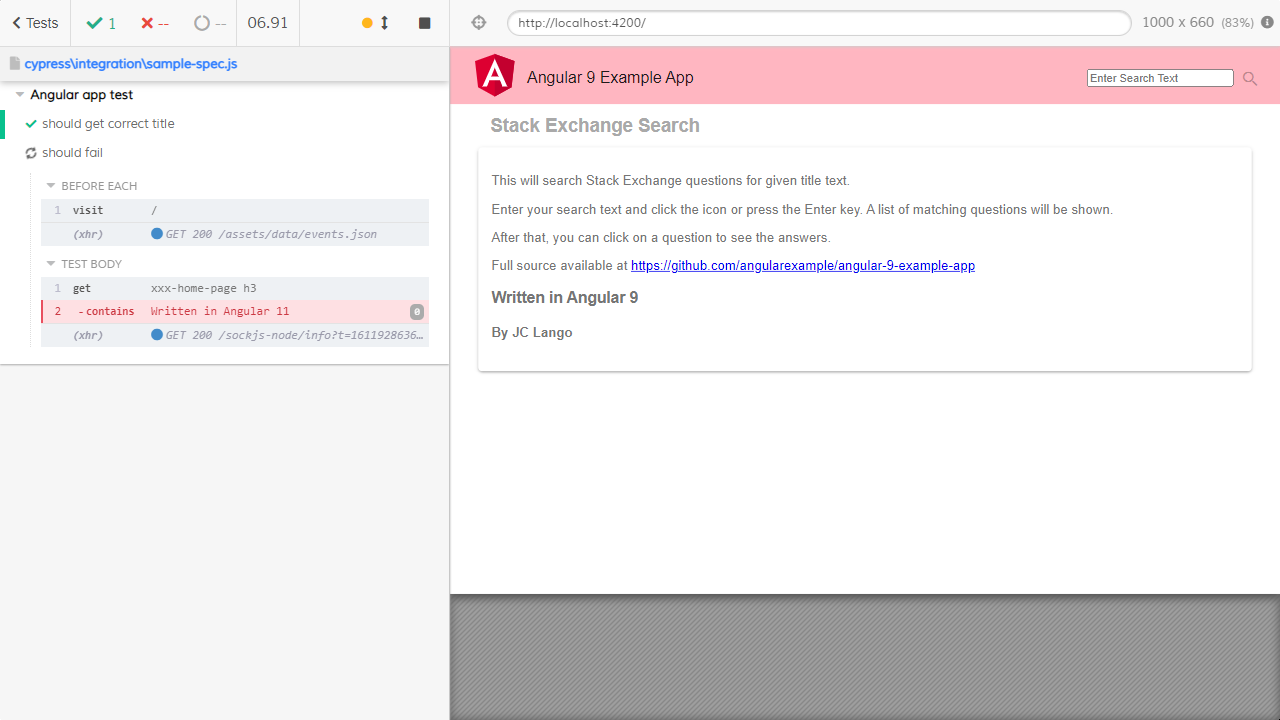 Tests 1 -- -- 06.91
http://localhost:4200/ 1000 x 660 (83%)
cypress\integration\sample-spec.js
Angular app test
should get correct title
should fail
BEFORE EACH
1 visit /
(xhr) GET 200 /assets/data/events.json
TEST BODY
1 get xxx-home-page h3
2 -contains Written in Angular 11 0
(xhr) GET 200 /sockjs-node/info?t=1611928636…
A Angular 9 Example App Enter Search Text
Stack Exchange Search
This will search Stack Exchange questions for given title text.
Enter your search text and click the icon or press the Enter key. A list of matching questions will be shown.
After that, you can click on a question to see the answers.
Full source available at https://github.com/angularexample/angular-9-example-app
Written in Angular 9
By JC Lango